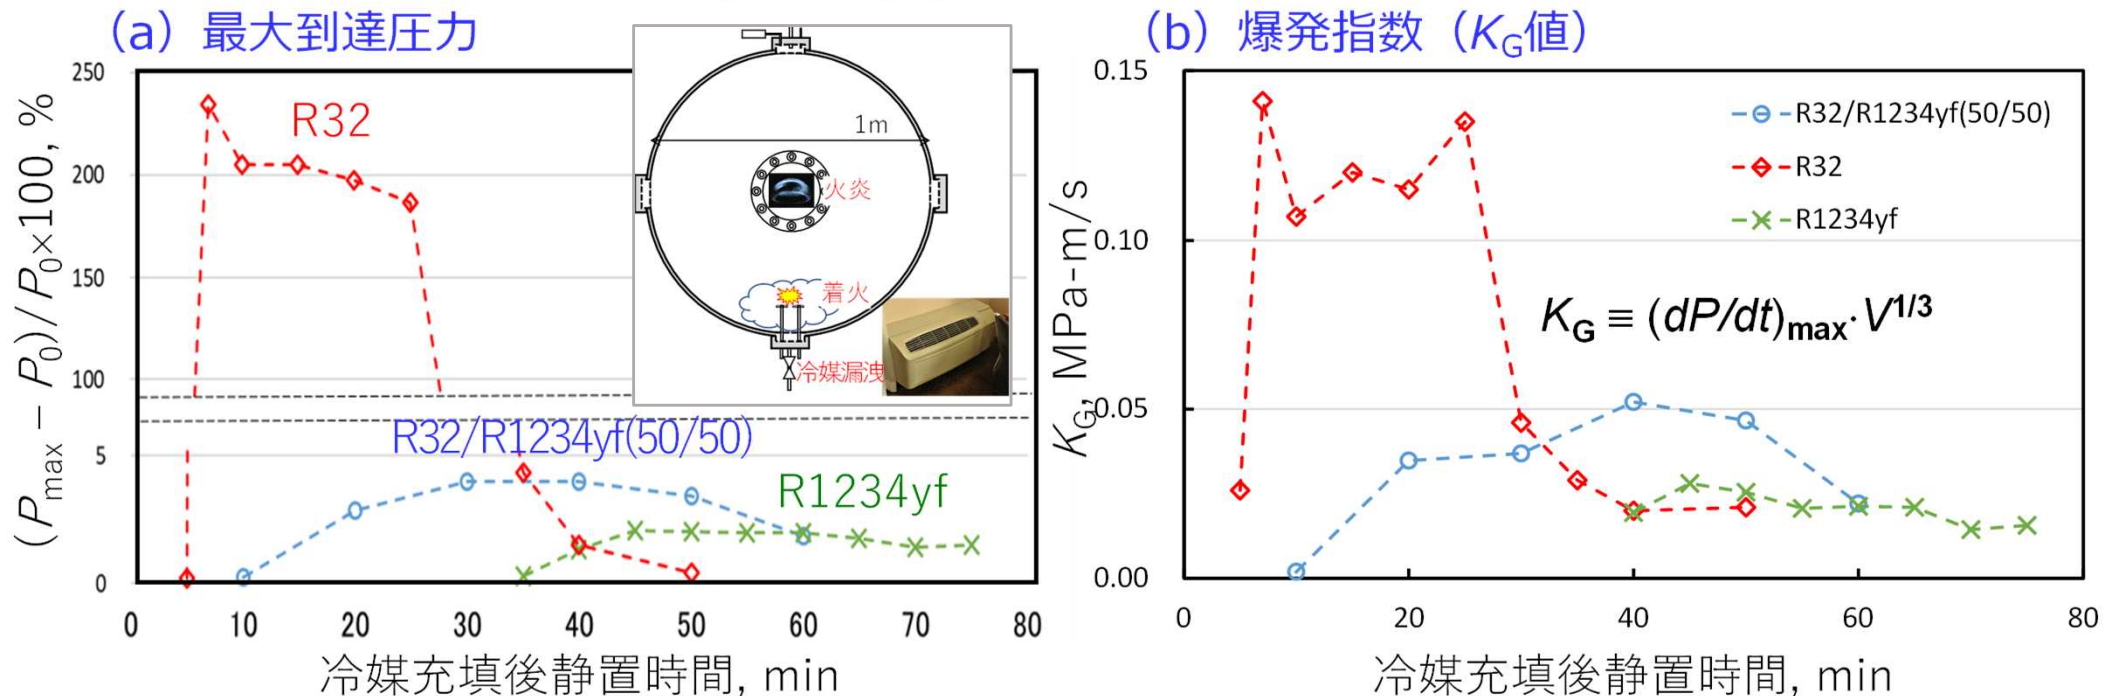 (a) 最大到達圧力
250
200
150
100
5
0
(Pmax − P0)/P0×100, %
R32
1m
火炎
着火
冷媒漏洩
R32/R1234yf(50/50)
R1234yf
0 10 20 30 40 50 60 70 80
冷媒充填後静置時間, min
(b) 爆発指数（KG値）
0.15
0.10
0.05
0.00
KG, MPa-m/s
R32/R1234yf(50/50)
R32
R1234yf
KG ≡ (dP/dt)max·V1/3
0 20 40 60 80
冷媒充填後静置時間, min